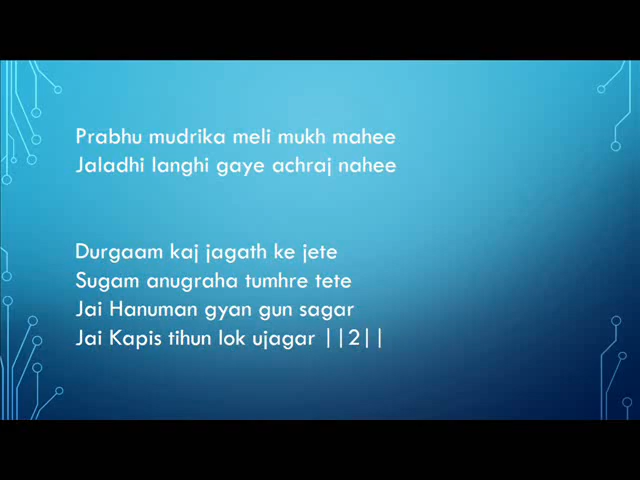 Prabhu mudrika meli mukh mahee
Jaladhi langhi gaye achraj nahee
Durgaam kaj jagath ke jete
Sugam anugraha tumhre tete
Jai Hanuman gyan gun sagar
Jai Kapis tihun lok ujagar ||2||